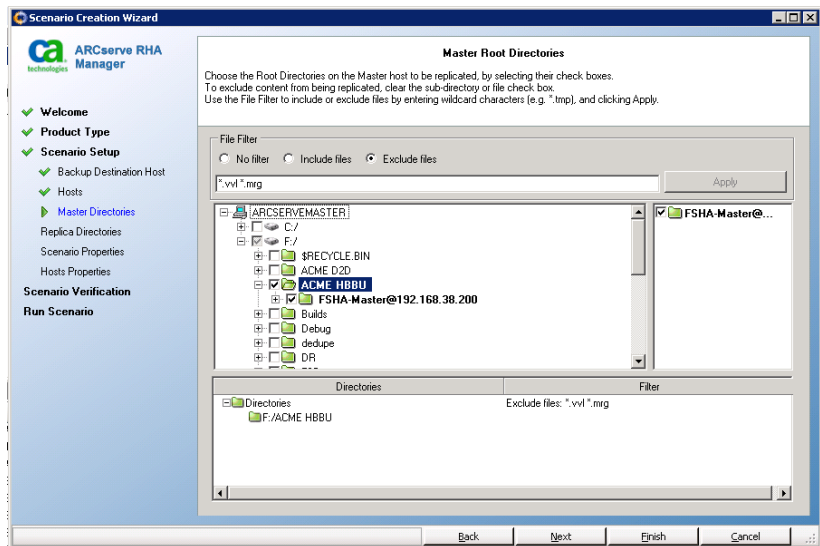 Scenario Creation Wizard
ca technologies
ARCserve RHA
Manager
Welcome
Product Type
Scenario Setup
Backup Destination Host
Hosts
Master Directories
Replica Directories
Scenario Properties
Hosts Properties
Scenario Verification
Run Scenario
Master Root Directories
Choose the Root Directories on the Master host to be replicated, by selecting their check boxes.
To exclude content from being replicated, clear the sub-directory or file check box.
Use the File Filter to include or exclude files by entering wildcard characters (e.g. *.tmp), and clicking Apply.
File Filter
No filter Include files Exclude files
*.vvl *.mrg Apply
ARCSERVEMASTER
C:/
F:/
$RECYCLE.BIN
ACME D2D
ACME HBBU
FSHA-Master@192.168.38.200
Builds
Debug
dedupe
DR
FSHA-Master@...
Directories Filter
Directories Exclude files: *.vvl *.mrg
F:/ACME HBBU
Back Next Finish Cancel